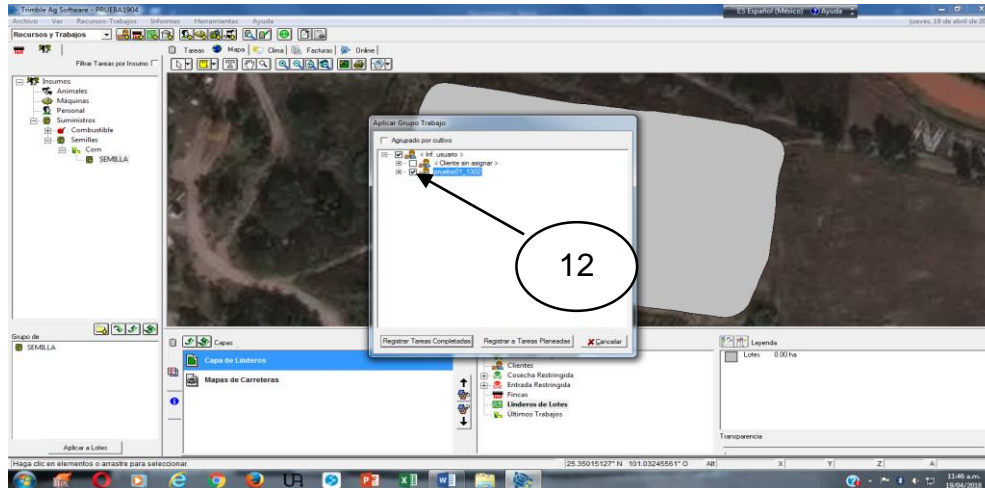 Trimble Ag Software - PRUEBA1904
ES Español (México) Ayuda
Archivo Ver Recursos-Trabajos Informes Herramientas Ayuda
jueves, 19 de abril de 20
Recursos y Trabajos
Tareas Mapa Clima Facturas Online
Filtrar Tareas por Insumo
Insumos
Animales
Máquinas
Personal
Suministros
Combustible
Semillas
Com
SEMILLA
Aplicar Grupo Trabajo
Agrupado por cultivo
< Inf. usuario >
< Cliente sin asignar >
prueba01_1302
12
Registrar Tareas Completadas Registrar a Tareas Planeadas Cancelar
Grupo de
SEMILLA
Aplicar a Lotes
Capas
Capa de Linderos
Mapas de Carreteras
Clientes
Cosecha Restringida
Entrada Restringida
Fincas
Linderos de Lotes
Últimos Trabajos
Leyenda
Lotes 0.00 ha
Transparencia
Haga clic en elementos o arrastre para seleccionar.
25.35015127° N 101.03245561° O Alt X Y Z A
11:46 a.m.
19/04/2018